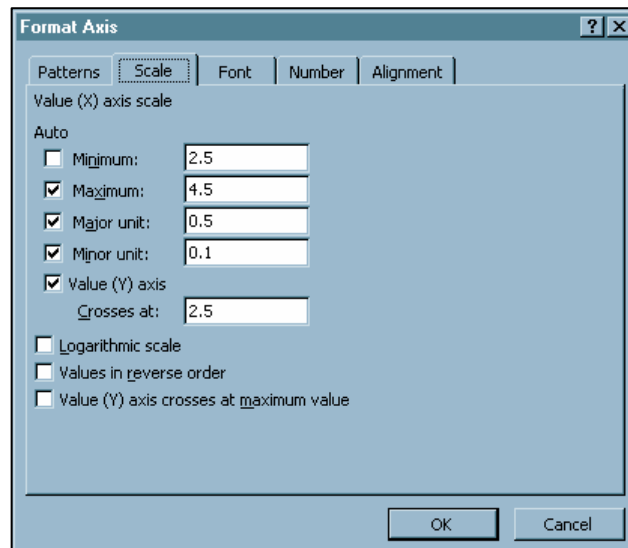 Format Axis
Patterns Scale Font Number Alignment
Value (X) axis scale
Auto
Minimum: 2.5
Maximum: 4.5
Major unit: 0.5
Minor unit: 0.1
Value (Y) axis
Crosses at: 2.5
Logarithmic scale
Values in reverse order
Value (Y) axis crosses at maximum value
OK Cancel